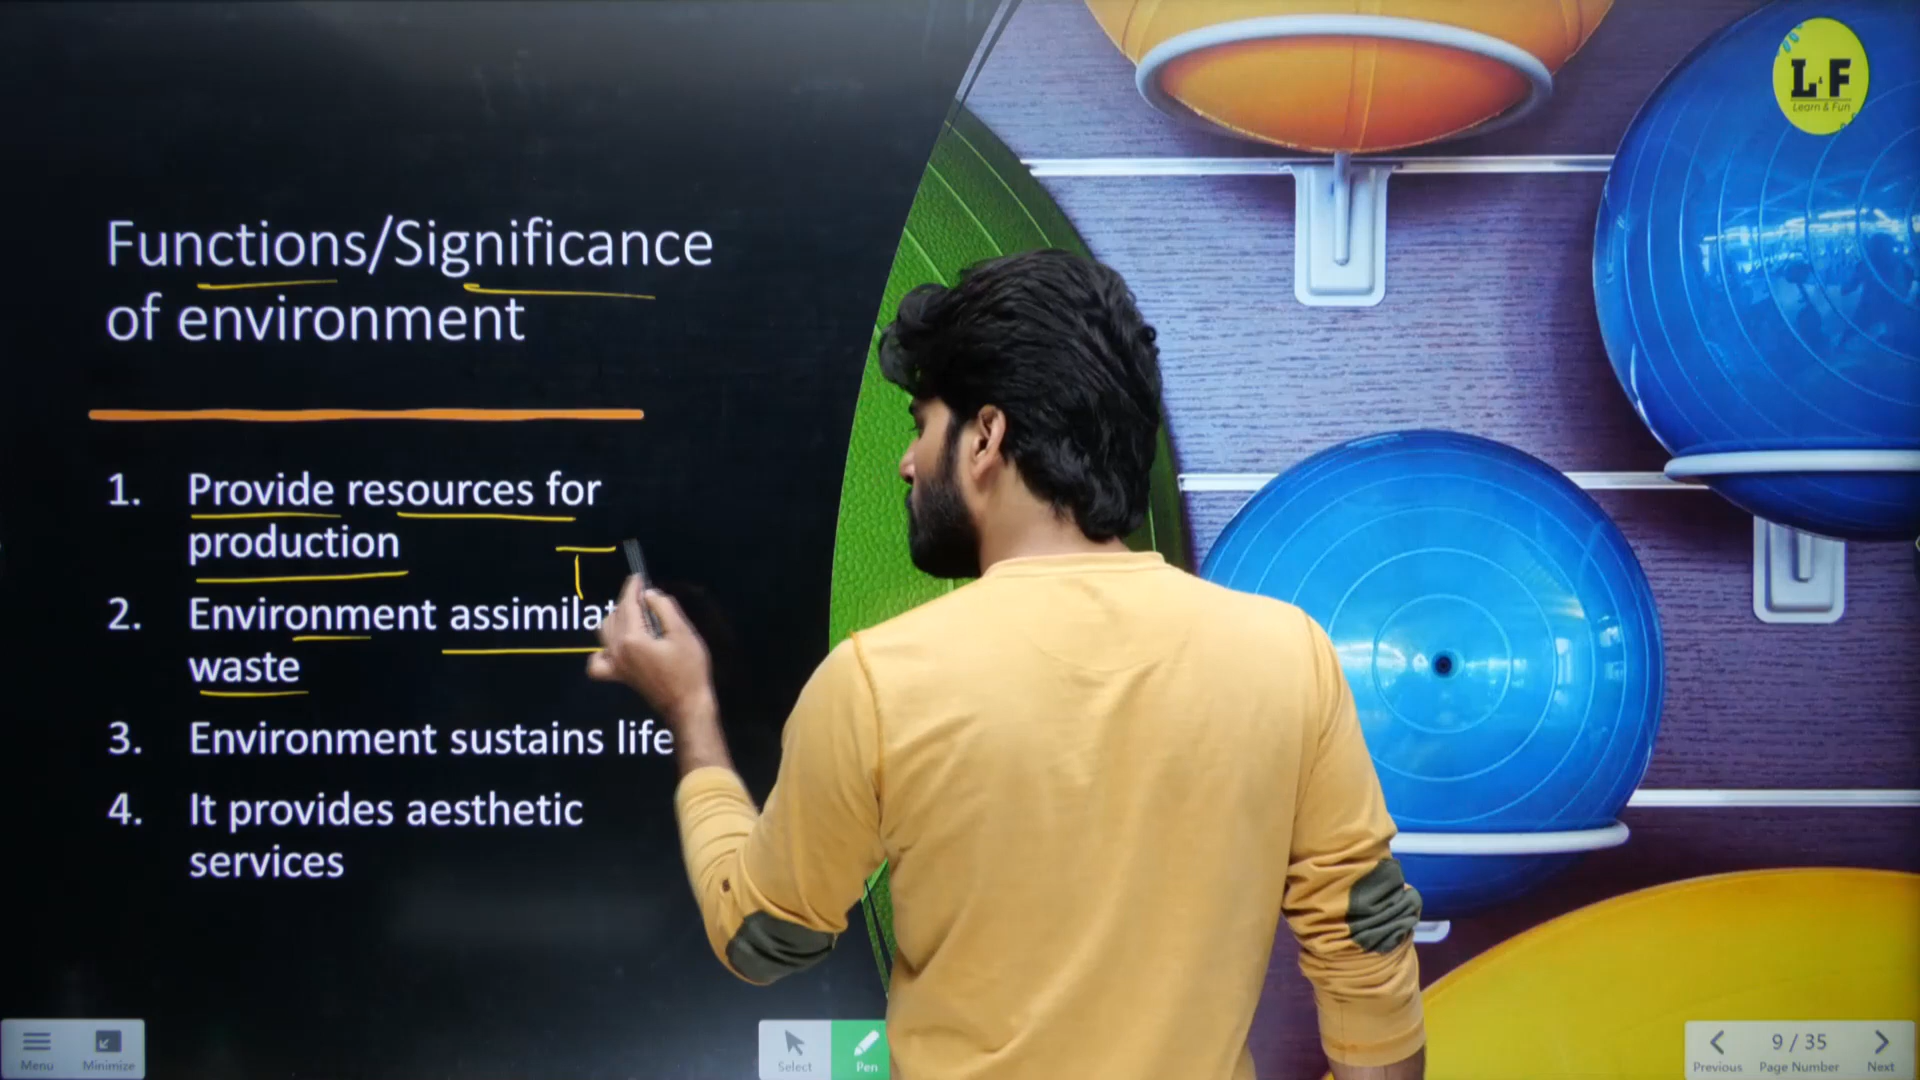 L&F
Learn & Fun
Functions/Significance
of environment
1. Provide resources for
production
T
2. Environment
waste
3. Environment sustains life
4. It provides aesthetic
services
Menu
Minimize
Select
Pen
Previous
9 / 35
Page Number
Next